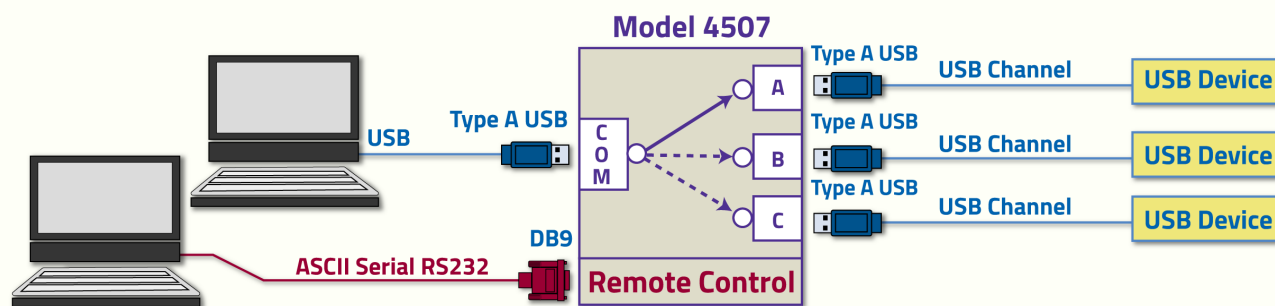 Model 4507
Type A USB
USB Channel
USB Device
A
Type A USB
USB
COM
Type A USB
USB Channel
USB Device
B
Type A USB
USB Channel
USB Device
C
DB9
ASCII Serial RS232
Remote Control